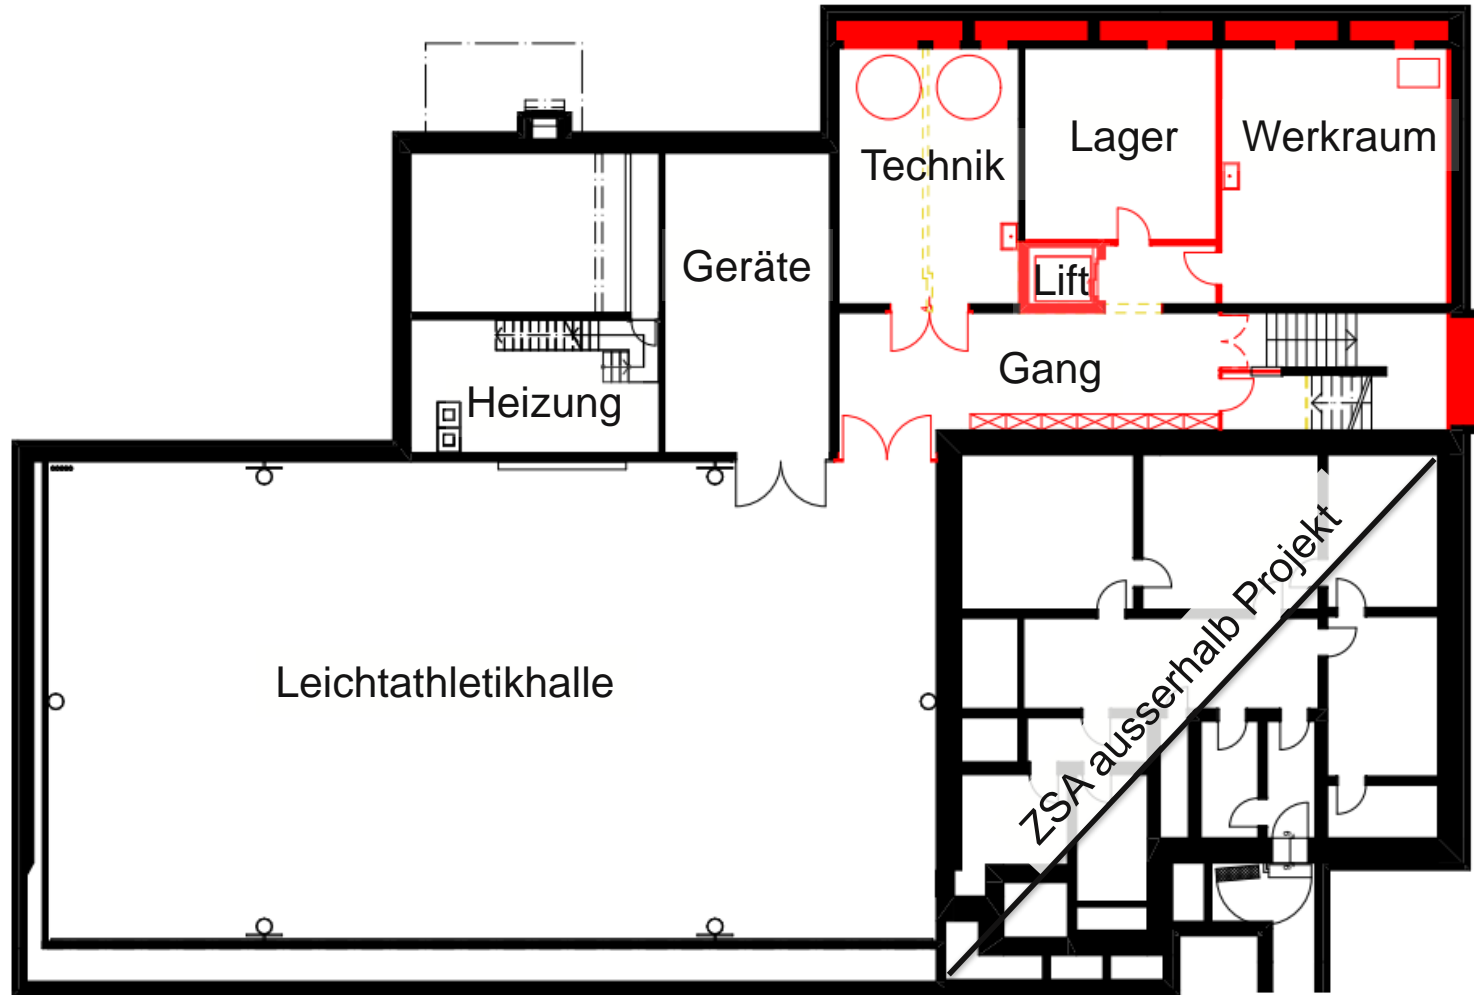 Technik
Lager
Werkraum
Geräte
Lift
Gang
Heizung
Leichtathletikhalle
ZSA ausserhalb Projekt